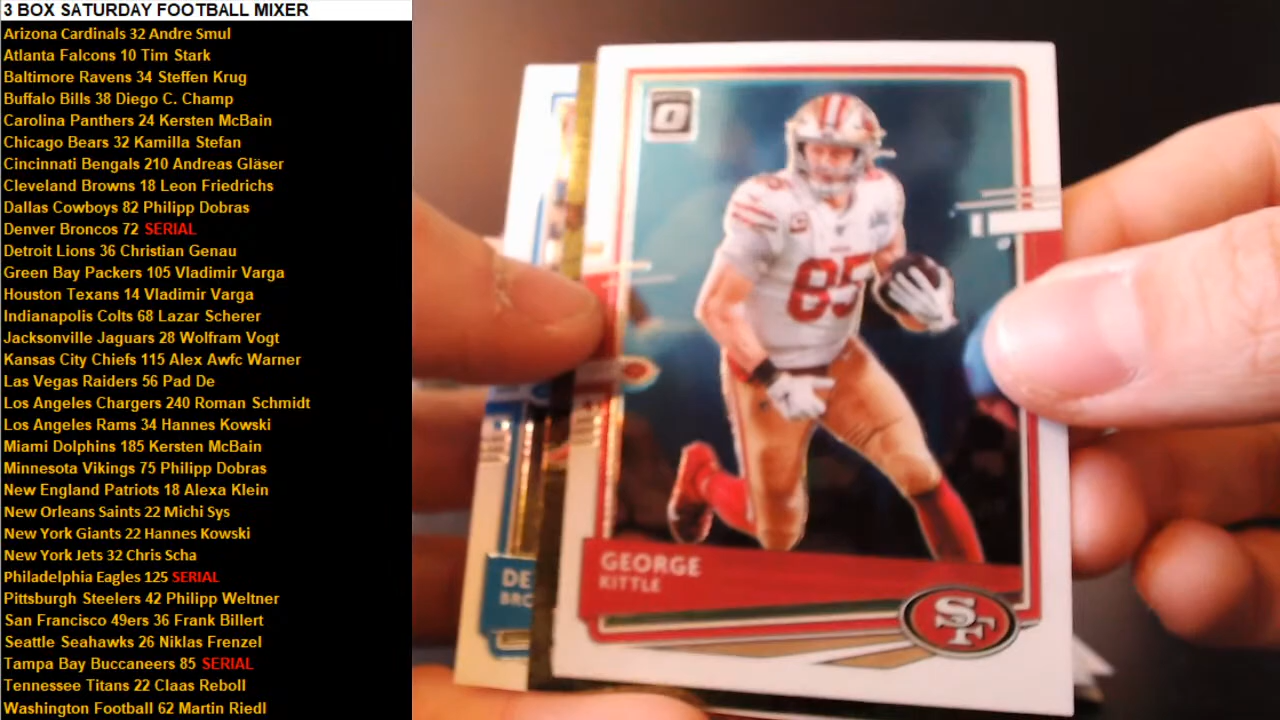 3 BOX SATURDAY FOOTBALL MIXER
Arizona Cardinals 32 Andre Smul
Atlanta Falcons 10 Tim Stark
Baltimore Ravens 34 Steffen Krug
Buffalo Bills 38 Diego C. Champ
Carolina Panthers 24 Kersten McBain
Chicago Bears 32 Kamilla Stefan
Cincinnati Bengals 210 Andreas Gläser
Cleveland Browns 18 Leon Friedrichs
Dallas Cowboys 82 Philipp Dobras
Denver Broncos 72 SERIAL
Detroit Lions 36 Christian Genau
Green Bay Packers 105 Vladimir Varga
Houston Texans 14 Vladimir Varga
Indianapolis Colts 68 Lazar Scherer
Jacksonville Jaguars 28 Wolfram Vogt
Kansas City Chiefs 115 Alex Awfc Warner
Las Vegas Raiders 56 Pad De
Los Angeles Chargers 240 Roman Schmidt
Los Angeles Rams 34 Hannes Kowski
Miami Dolphins 185 Kersten McBain
Minnesota Vikings 75 Philipp Dobras
New England Patriots 18 Alexa Klein
New Orleans Saints 22 Michi Sys
New York Giants 22 Hannes Kowski
New York Jets 32 Chris Scha
Philadelphia Eagles 125 SERIAL
Pittsburgh Steelers 42 Philipp Weltner
San Francisco 49ers 36 Frank Billert
Seattle Seahawks 26 Niklas Frenzel
Tampa Bay Buccaneers 85 SERIAL
Tennessee Titans 22 Claas Reboll
Washington Football 62 Martin Riedl
85
85
GEORGE
KITTLE
SF
DE
BRO